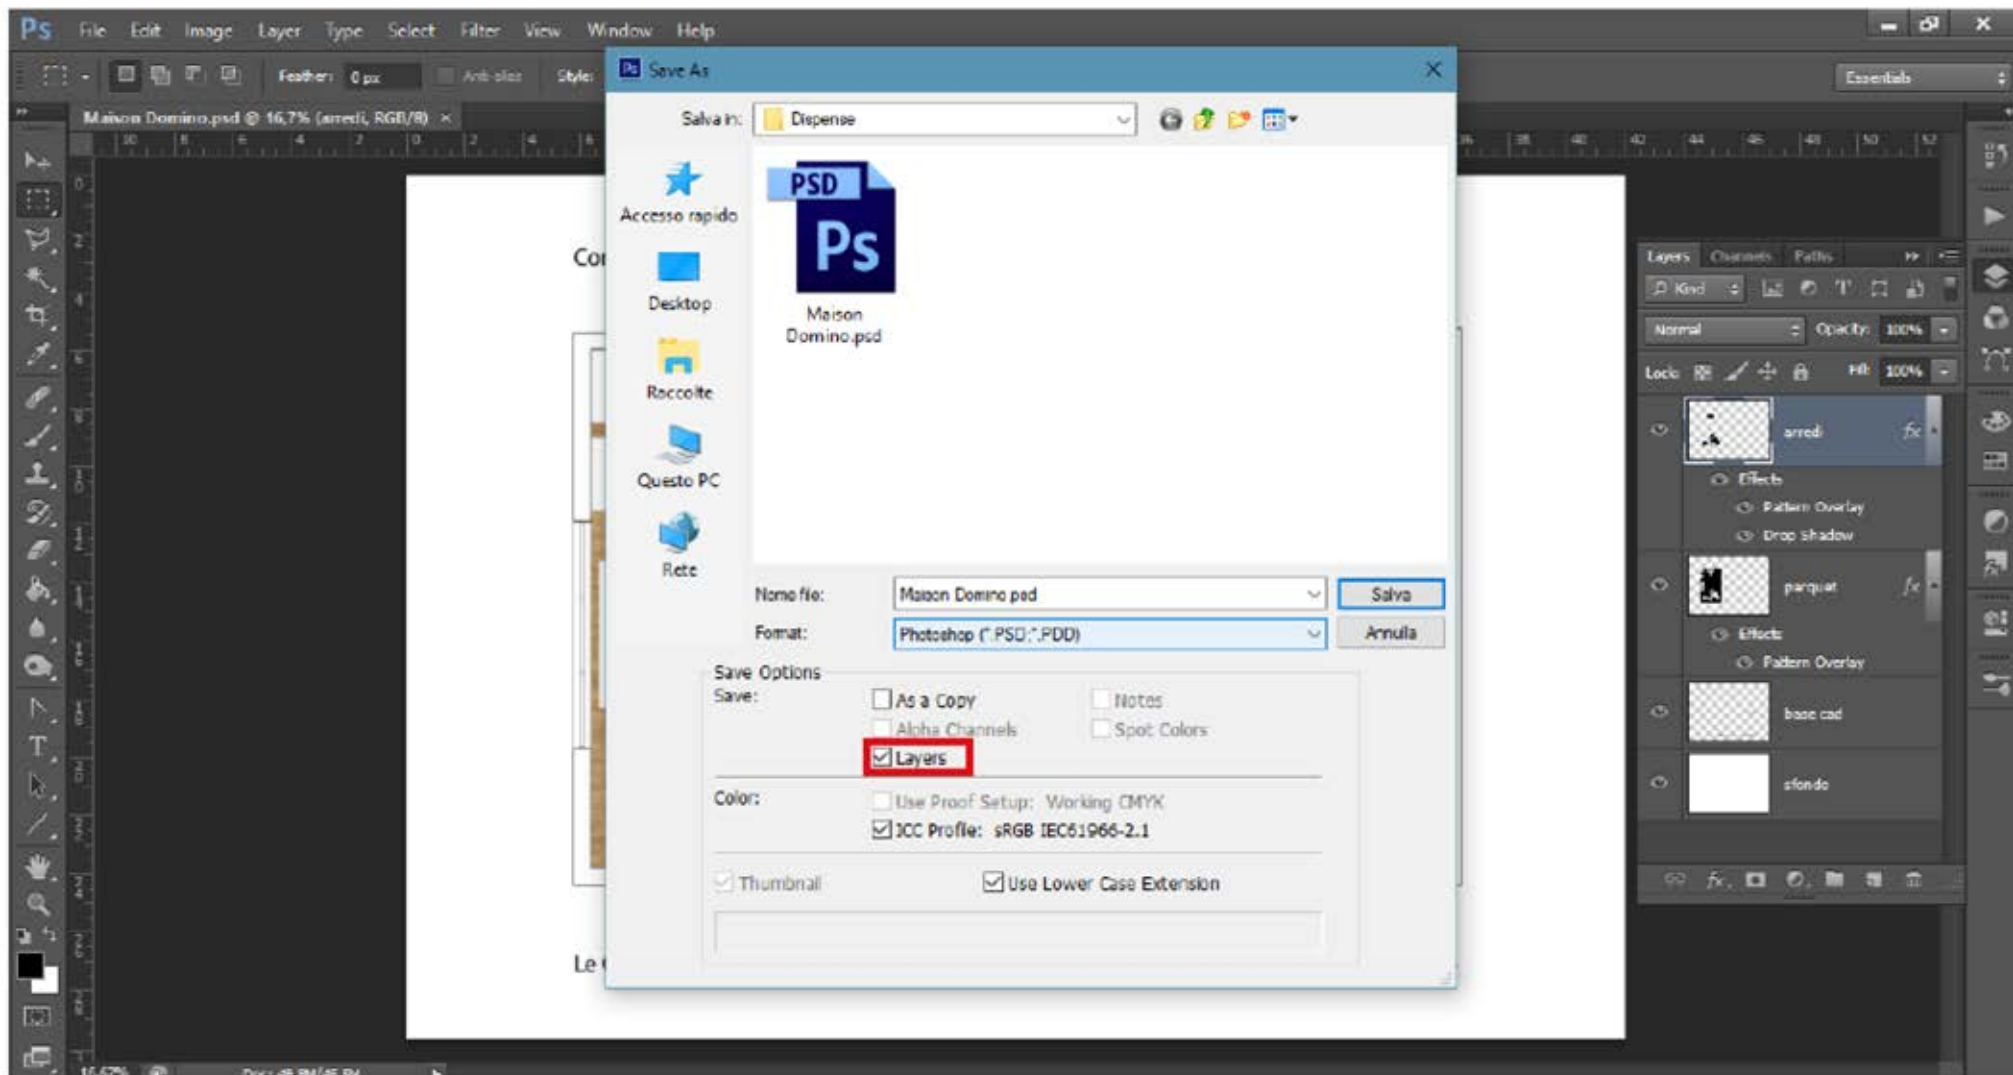 Ps File Edit Image Layer Type Select Filter View Window Help
Feather: 0 px Anti-alias Style:
Essentials
Maison Domino.psd @ 16,7% (arredi, RGB/8) ×
Save As
Salva in: Dispense
Accesso rapido
Desktop
Raccolte
Questo PC
Rete
PSD
Ps
Maison
Domino.psd
Nome file: Maison Domino.psd Salva
Format: Photoshop (*.PSD;*.PDD) Annulla
Save Options
Save:
As a Copy Notes
Alpha Channels Spot Colors
Layers
Color:
Use Proof Setup: Working CMYK
ICC Profile: sRGB IEC61966-2.1
Thumbnail Use Lower Case Extension
Le
Layers Channels Paths
Kind
Normal Opacity: 100%
Lock: Fill: 100%
arredi fx
Effects
Pattern Overlay
Drop Shadow
parquet fx
Effects
Pattern Overlay
base cad
sfondo